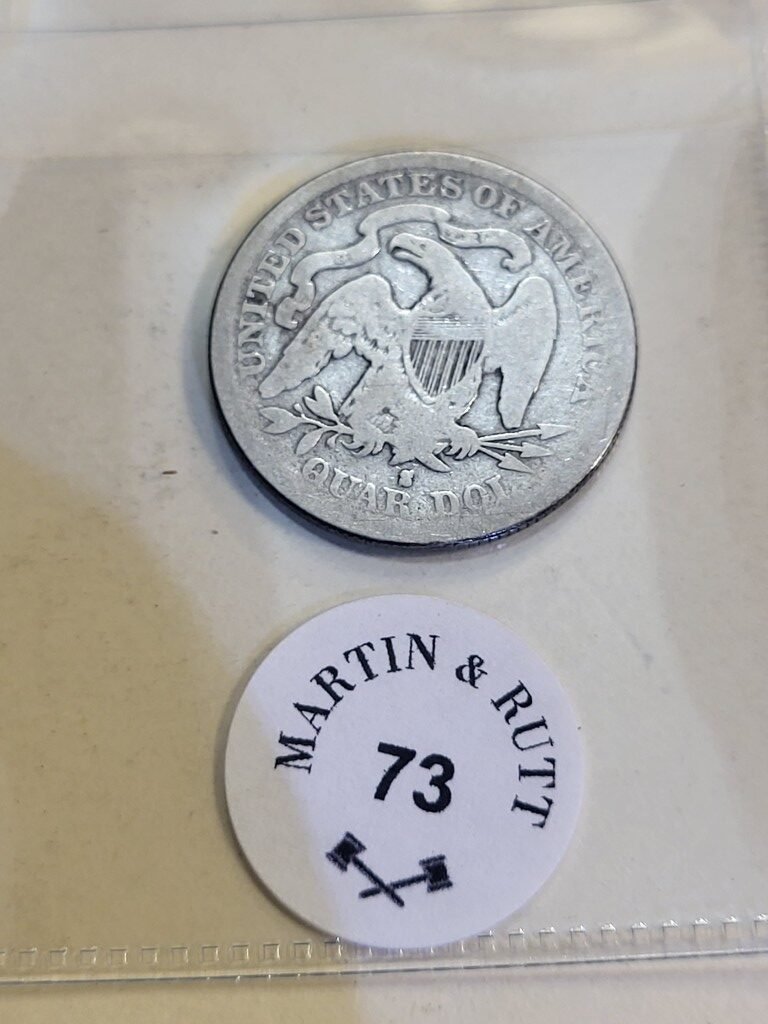 UNITED STATES OF AMERICA
S
QUAR. DOL
MARTIN & RUTT
73